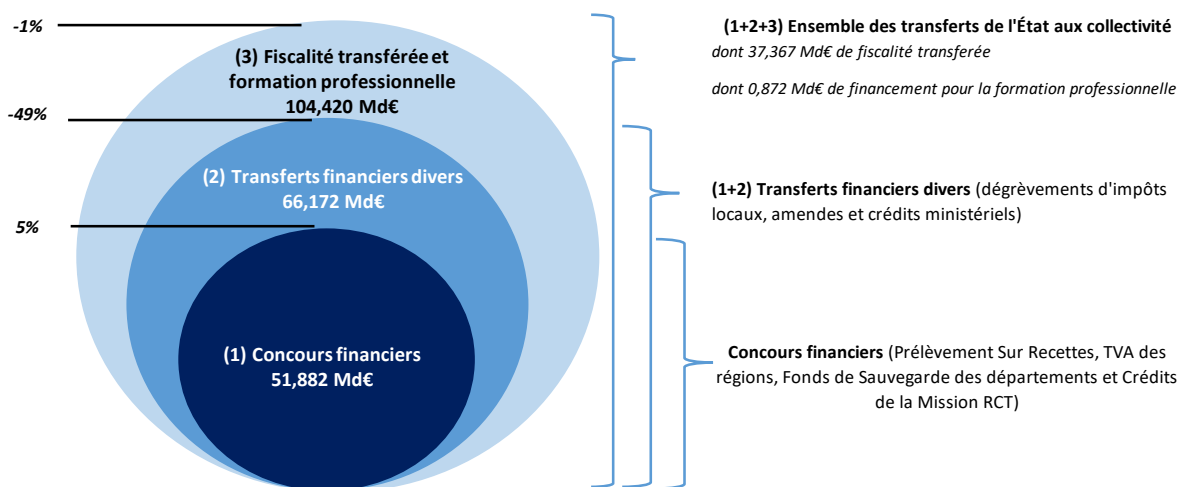 -1%
-49%
5%
(3) Fiscalité transférée et
formation professionnelle
104,420 Md€
(2) Transferts financiers divers
66,172 Md€
(1) Concours financiers
51,882 Md€
(1+2+3) Ensemble des transferts de l'État aux collectivité
dont 37,367 Md€ de fiscalité transferée
dont 0,872 Md€ de financement pour la formation professionnelle
(1+2) Transferts financiers divers (dégrèvements d'impôts
locaux, amendes et crédits ministériels)
Concours financiers (Prélèvement Sur Recettes, TVA des
régions, Fonds de Sauvegarde des départements et Crédits
de la Mission RCT)